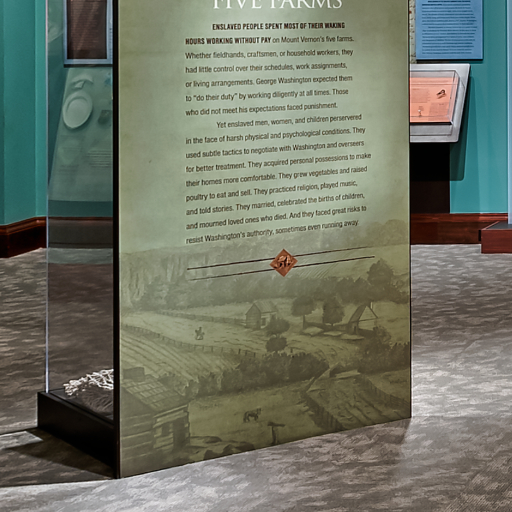 FIVE FARMS
ENSLAVED PEOPLE SPENT MOST OF THEIR WAKING
HOURS WORKING WITHOUT PAY on Mount Vernon's five farms.
Whether fieldhands, craftsmen, or household workers, they
had little control over their schedules, work assignments,
or living arrangements. George Washington expected them
to "do their duty" by working diligently at all times. Those
who did not meet his expectations faced punishment.
Yet enslaved men, women, and children persevered
in the face of harsh physical and psychological conditions. They
used subtle tactics to negotiate with Washington and overseers
for better treatment. They acquired personal possessions to make
their homes more comfortable. They grew vegetables and raised
poultry to eat and sell. They practiced religion, played music,
and told stories. They married, celebrated the births of children,
and mourned loved ones who died. And they faced great risks to
resist Washington's authority, sometimes even running away